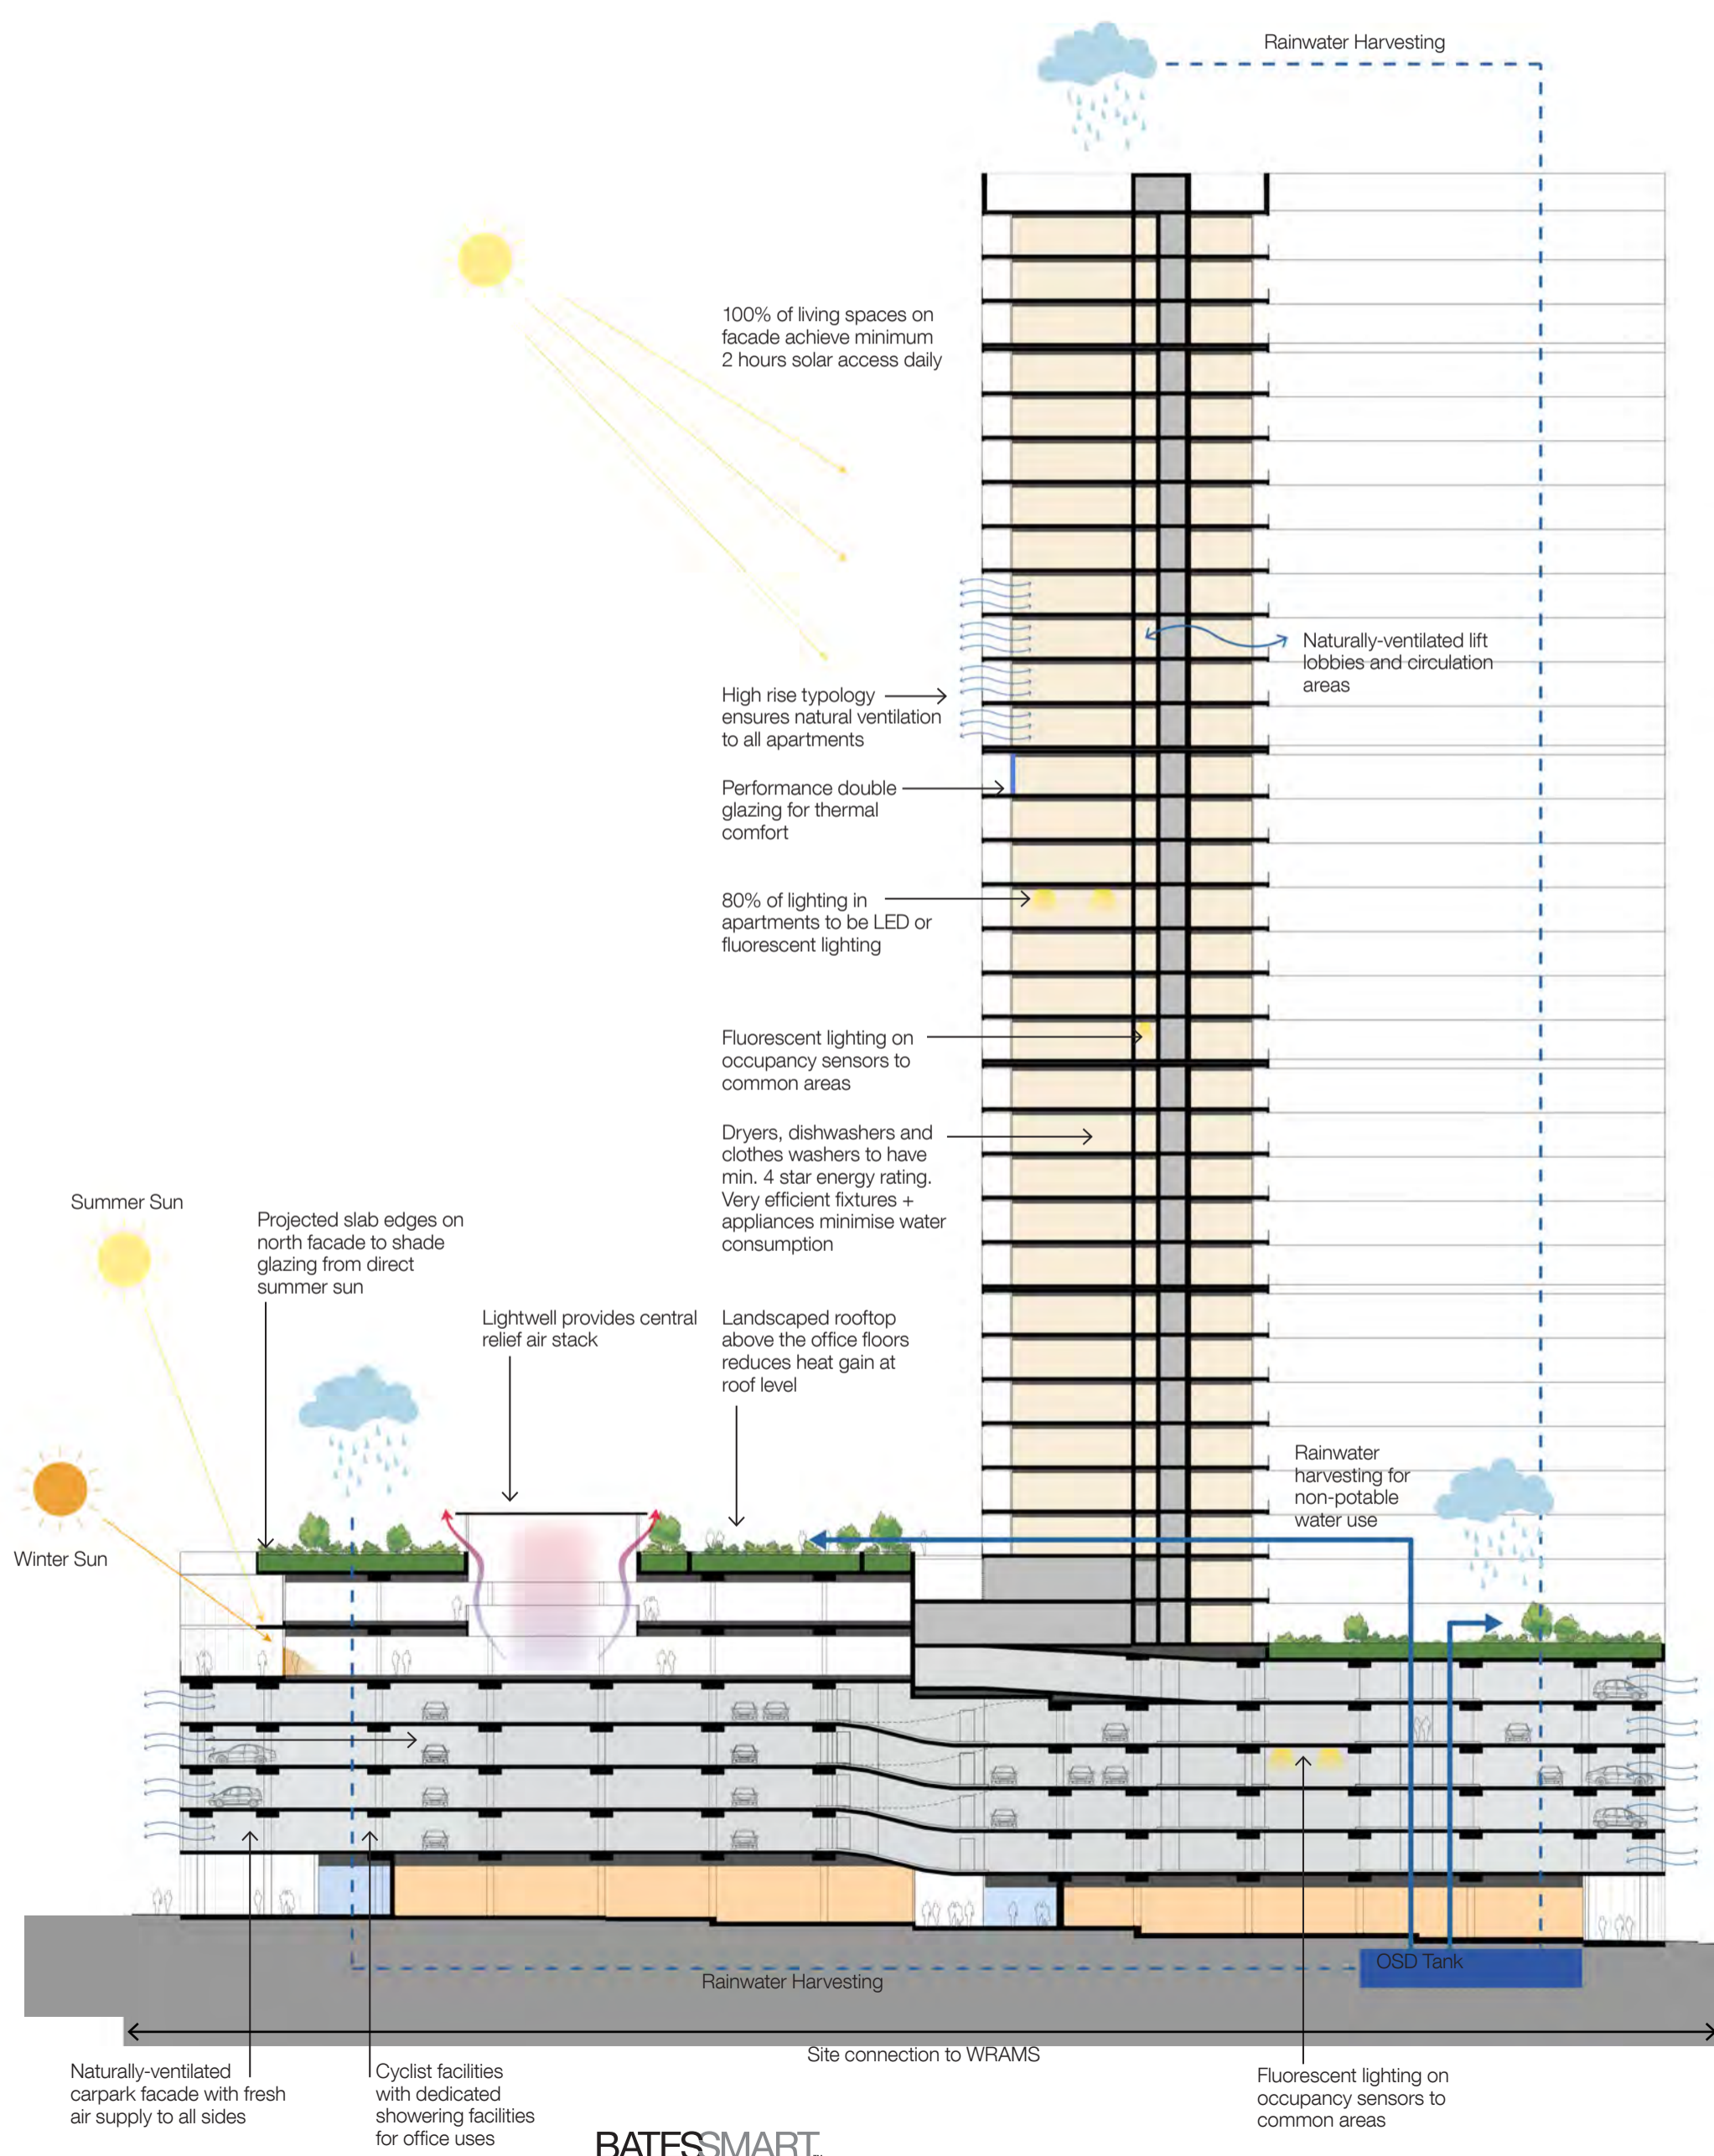 Rainwater Harvesting
100% of living spaces on
facade achieve minimum
2 hours solar access daily
Naturally-ventilated lift
lobbies and circulation
areas
High rise typology
ensures natural ventilation
to all apartments
Performance double
glazing for thermal
comfort
80% of lighting in
apartments to be LED or
fluorescent lighting
Fluorescent lighting on
occupancy sensors to
common areas
Dryers, dishwashers and
clothes washers to have
min. 4 star energy rating.
Very efficient fixtures +
appliances minimise water
consumption
Summer Sun
Projected slab edges on
north facade to shade
glazing from direct
summer sun
Lightwell provides central
relief air stack
Landscaped rooftop
above the office floors
reduces heat gain at
roof level
Rainwater
harvesting for
non-potable
water use
Winter Sun
OSD Tank
Rainwater Harvesting
Site connection to WRAMS
Naturally-ventilated
carpark facade with fresh
air supply to all sides
Cyclist facilities
with dedicated
showering facilities
for office uses
Fluorescent lighting on
occupancy sensors to
common areas
BATESSMART